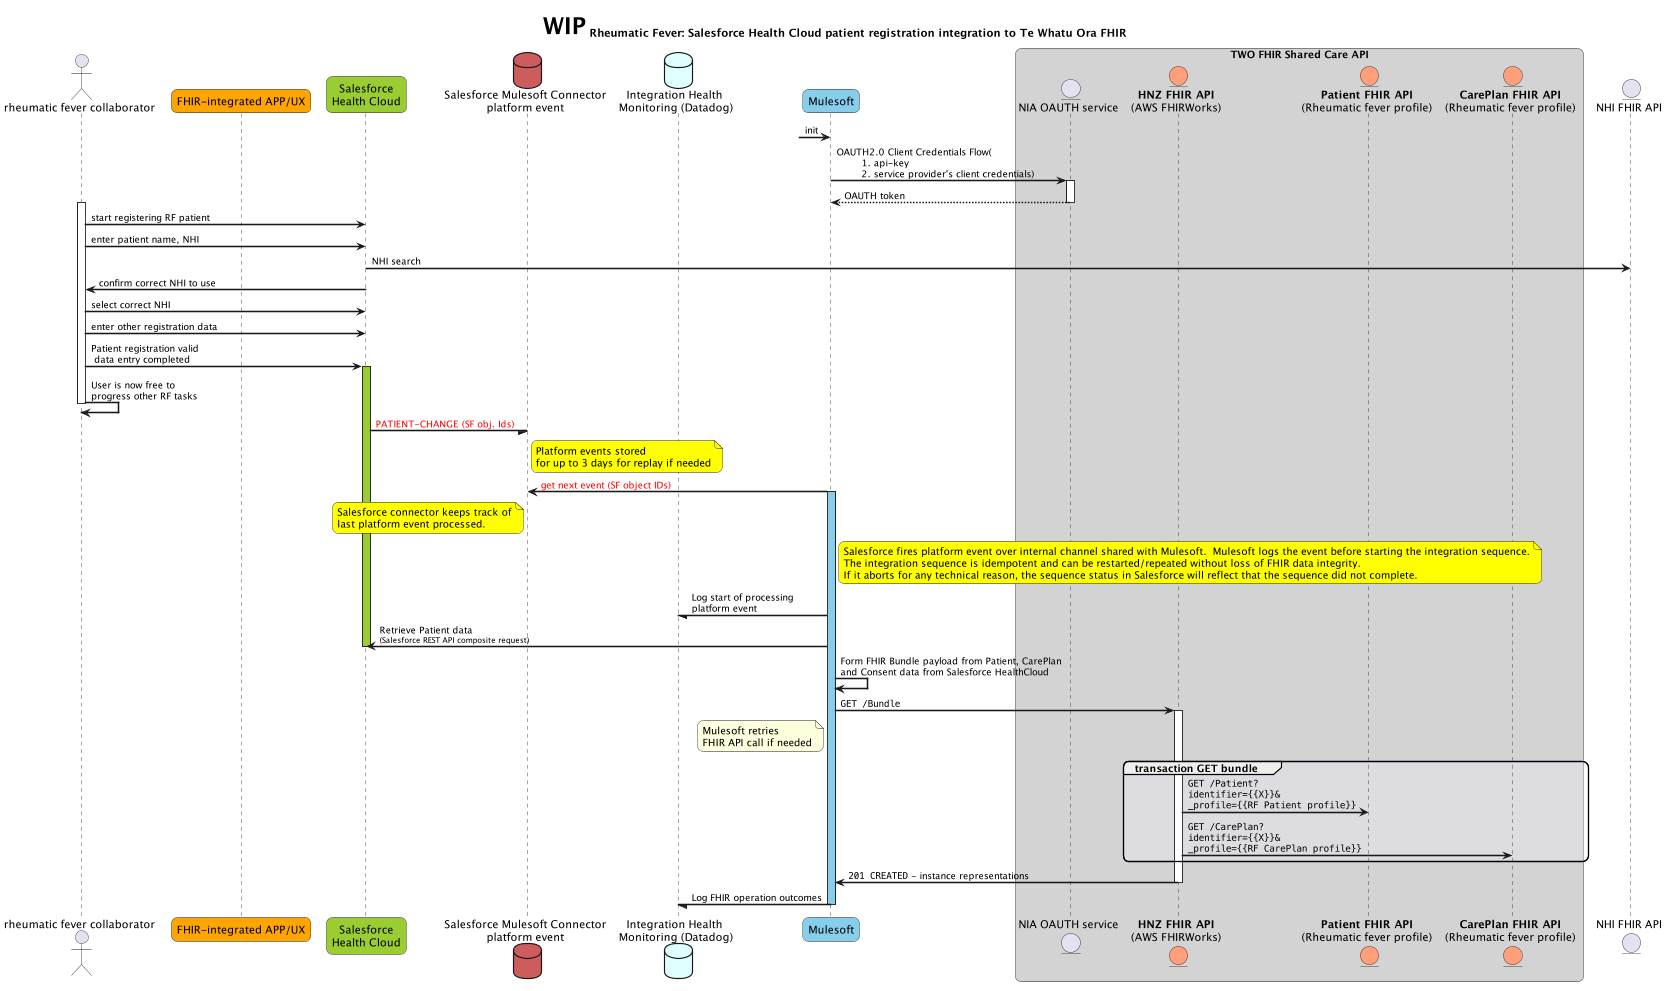 WIP Rheumatic Fever: Salesforce Health Cloud patient registration integration to Te Whatu Ora FHIR
TWO FHIR Shared Care API
rheumatic fever collaborator
FHIR-integrated APP/UX
Salesforce
Health Cloud
Salesforce Mulesoft Connector
platform event
Integration Health
Monitoring (Datadog)
Mulesoft
NIA OAUTH service
HNZ FHIR API
(AWS FHIRWorks)
Patient FHIR API
(Rheumatic fever profile)
CarePlan FHIR API
(Rheumatic fever profile)
NHI FHIR API
init
OAUTH2.0 Client Credentials Flow(
1. api-key
2. service provider's client credentials)
OAUTH token
start registering RF patient
enter patient name, NHI
NHI search
confirm correct NHI to use
select correct NHI
enter other registration data
Patient registration valid
data entry completed
User is now free to
progress other RF tasks
PATIENT-CHANGE (SF obj. Ids)
Platform events stored
for up to 3 days for replay if needed
get next event (SF object IDs)
Salesforce connector keeps track of
last platform event processed.
Salesforce fires platform event over internal channel shared with Mulesoft.  Mulesoft logs the event before starting the integration sequence.
The integration sequence is idempotent and can be restarted/repeated without loss of FHIR data integrity.
If it aborts for any technical reason, the sequence status in Salesforce will reflect that the sequence did not complete.
Log start of processing
platform event
Retrieve Patient data
(Salesforce REST API composite request)
Form FHIR Bundle payload from Patient, CarePlan
and Consent data from Salesforce HealthCloud
GET /Bundle
Mulesoft retries
FHIR API call if needed
transaction GET bundle
GET /Patient?
identifier={{X}}&
_profile={{RF Patient profile}}
GET /CarePlan?
identifier={{X}}&
_profile={{RF CarePlan profile}}
201 CREATED - instance representations
Log FHIR operation outcomes
rheumatic fever collaborator
FHIR-integrated APP/UX
Salesforce
Health Cloud
Salesforce Mulesoft Connector
platform event
Integration Health
Monitoring (Datadog)
Mulesoft
NIA OAUTH service
HNZ FHIR API
(AWS FHIRWorks)
Patient FHIR API
(Rheumatic fever profile)
CarePlan FHIR API
(Rheumatic fever profile)
NHI FHIR API